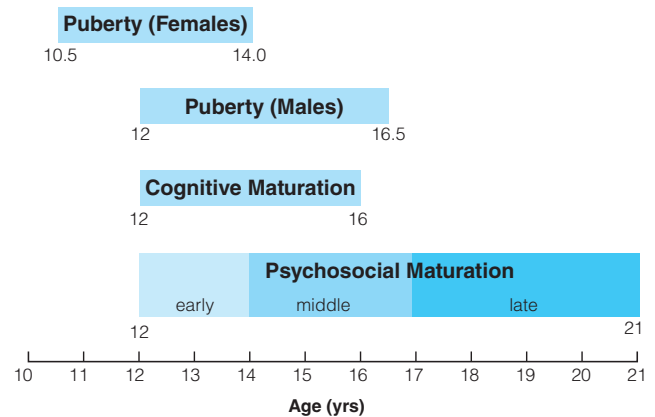 Puberty (Females)
10.5 14.0
Puberty (Males)
12 16.5
Cognitive Maturation
12 16
Psychosocial Maturation
early middle late
12 21
10 11 12 13 14 15 16 17 18 19 20 21
Age (yrs)